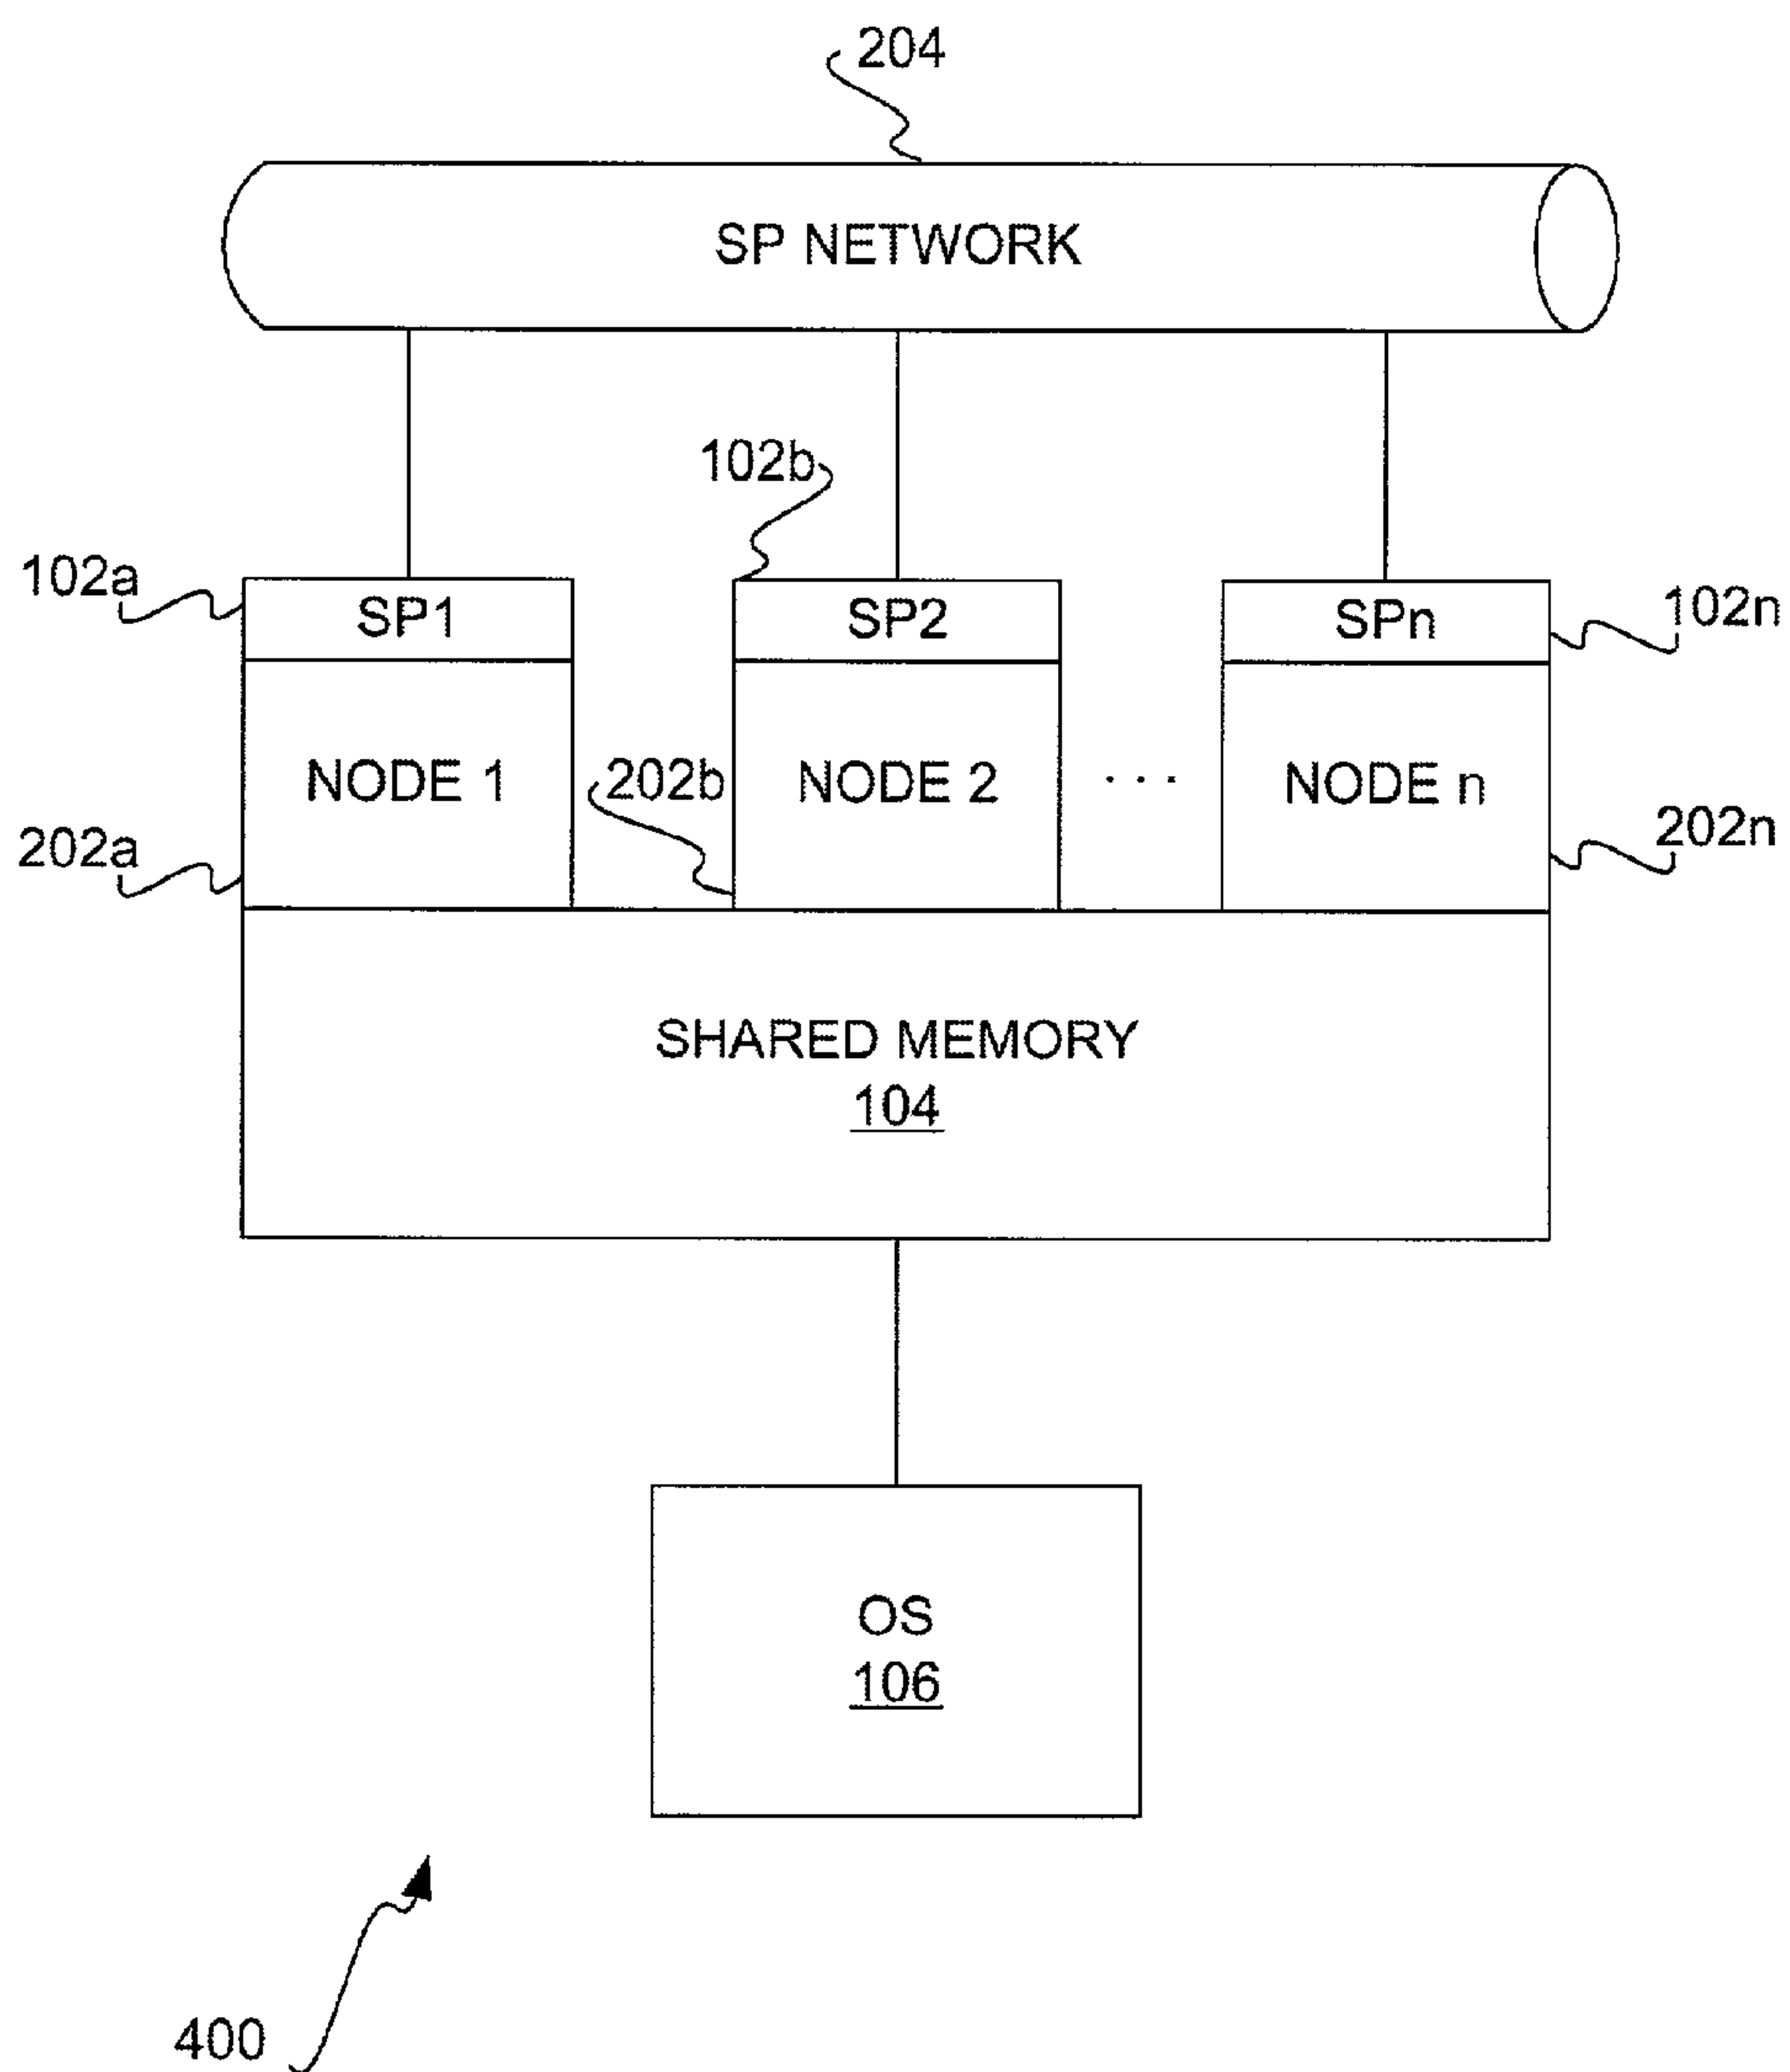 204
SP NETWORK
102b
102a
SP1
SP2
SPn
102n
NODE 1
202b
NODE 2
. . .
NODE n
202a
202n
SHARED MEMORY
104
OS
106
400